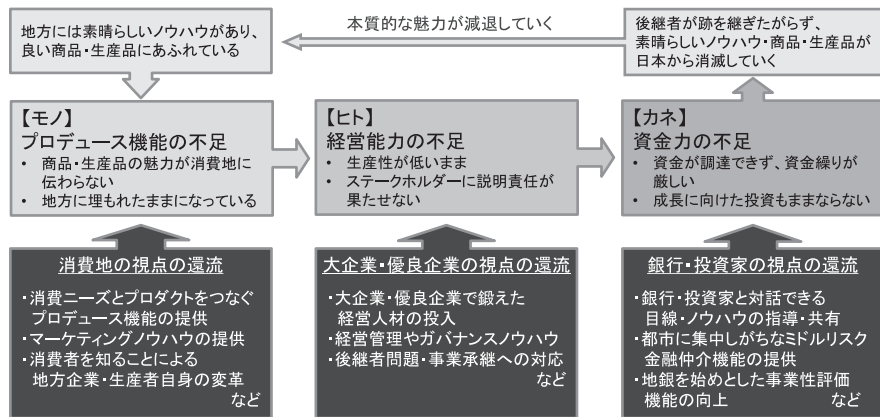 地方には素晴らしいノウハウがあり、
良い商品・生産品にあふれている
本質的な魅力が減退していく
後継者が跡を継ぎたがらず、
素晴らしいノウハウ・商品・生産品が
日本から消滅していく
【モノ】
プロデュース機能の不足
• 商品・生産品の魅力が消費地に
伝わらない
• 地方に埋もれたままになっている
【ヒト】
経営能力の不足
• 生産性が低いまま
• ステークホルダーに説明責任が
果たせない
【カネ】
資金力の不足
• 資金が調達できず、資金繰りが
厳しい
• 成長に向けた投資もままならない
消費地の視点の還流
・消費ニーズとプロダクトをつなぐ
プロデュース機能の提供
・マーケティングノウハウの提供
・消費者を知ることによる
地方企業・生産者自身の変革
など
大企業・優良企業の視点の還流
・大企業・優良企業で鍛えた
経営人材の投入
・経営管理やガバナンスノウハウ
・後継者問題・事業承継への対応
など
銀行・投資家の視点の還流
・銀行・投資家と対話できる
目線・ノウハウの指導・共有
・都市に集中しがちなミドルリスク
金融仲介機能の提供
・地銀を始めとした事業性評価
機能の向上 など